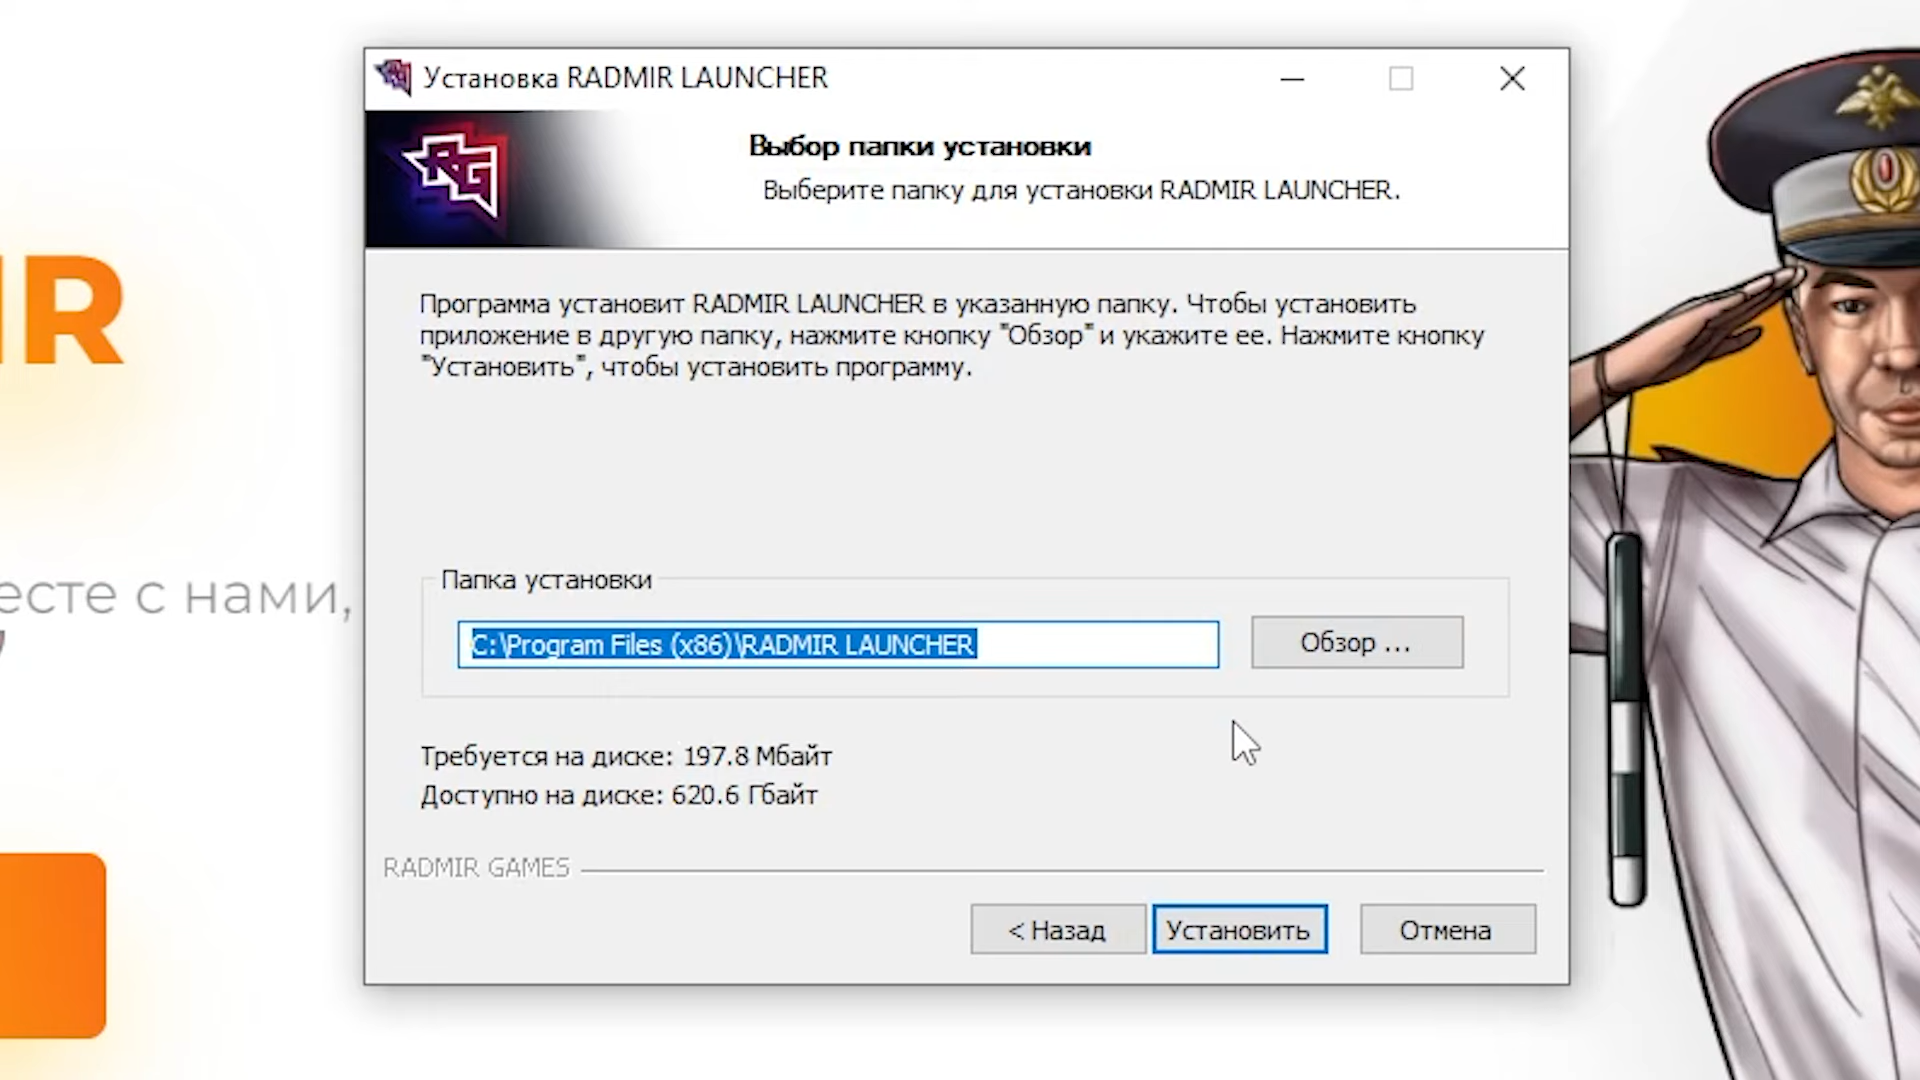 Установка RADMIR LAUNCHER
RG
Выбор папки установки
Выберите папку для установки RADMIR LAUNCHER.
Программа установит RADMIR LAUNCHER в указанную папку. Чтобы установить
приложение в другую папку, нажмите кнопку "Обзор" и укажите ее. Нажмите кнопку
"Установить", чтобы установить программу.
IR
есте с нами,
Папка установки
C:\Program Files (x86)\RADMIR LAUNCHER
Обзор ...
Требуется на диске: 197.8 Мбайт
Доступно на диске: 620.6 Гбайт
RADMIR GAMES
< Назад
Установить
Отмена